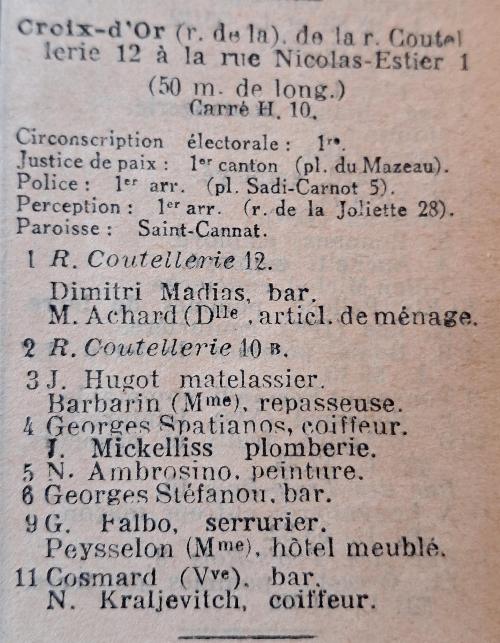 Croix-d'Or (r. de la). de la r. Coutel
lerie 12 à la rue Nicolas-Estier 1
(50 m. de long.)
Carré H. 10.
Circonscription électorale : 1re.
Justice de paix : 1er canton (pl. du Mazeau).
Police : 1er arr. (pl. Sadi-Carnot 5).
Perception : 1er arr. (r. de la Joliette 28).
Paroisse : Saint-Cannat.
1 R. Coutellerie 12.
Dimitri Madias, bar.
M. Achard (Dlle , articl. de ménage.
2 R. Coutellerie 10 B.
3 J. Hugot matelassier.
Barbarin (Mme), repasseuse.
4 Georges Spatianos, coiffeur.
J. Mickelliss plomberie.
5 N. Ambrosino, peinture.
6 Georges Stéfanou, bar.
9 G. Falbo, serrurier.
Peysselon (Mme), hôtel meublé.
11 Cosmard (Vve), bar.
N. Kraljevitch, coiffeur.